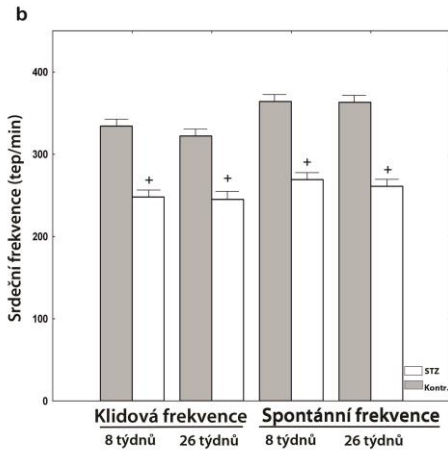 b
Srdeční frekvence (tep/min)
400
300
200
100
0
+
+
+
+
STZ
Kontr.
Klidová frekvence
Spontánní frekvence
8 týdnů
26 týdnů
8 týdnů
26 týdnů